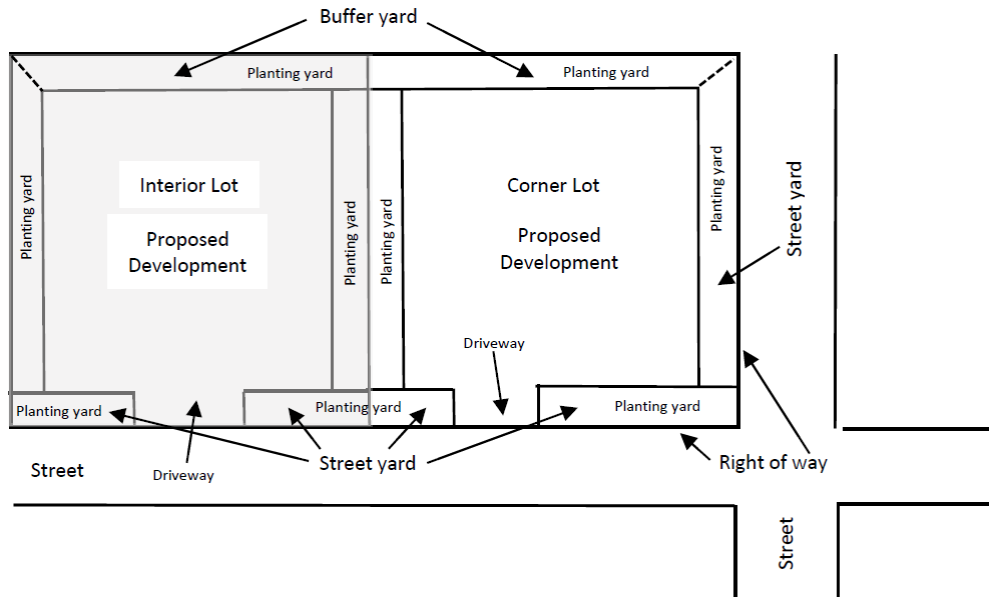 Buffer yard
Planting yard
Planting yard
Planting yard
Interior Lot
Proposed
Development
Planting yard
Planting yard
Corner Lot
Proposed
Development
Planting yard
Street yard
Driveway
Planting yard
Planting yard
Planting yard
Street
Driveway
Street yard
Right of way
Street